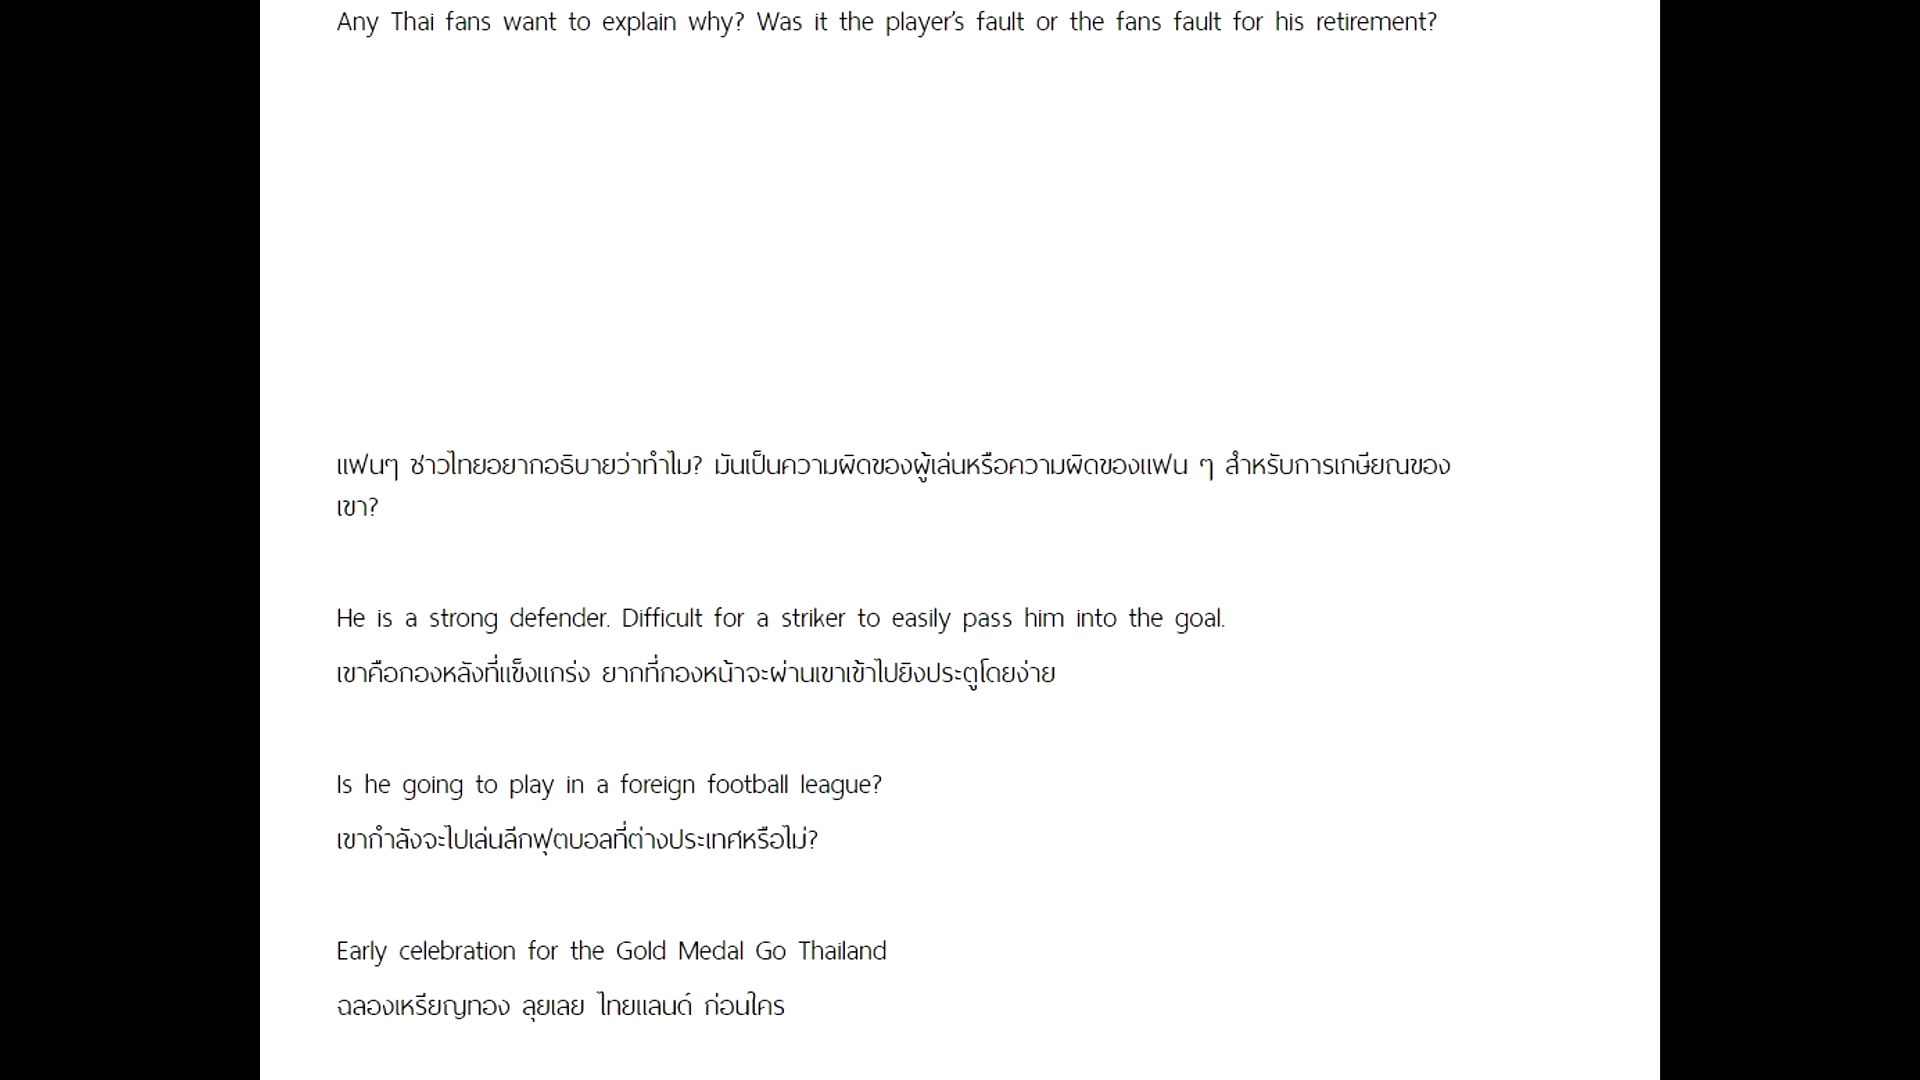 Any Thai fans want to explain why? Was it the player's fault or the fans fault for his retirement?
แฟนๆ ชาวไทยอยากอธิบายว่าทำไม? มันเป็นความผิดของผู้เล่นหรือความผิดของแฟน ๆ สำหรับการเกษียณของ
เขา?
He is a strong defender. Difficult for a striker to easily pass him into the goal.
เขาคือกองหลังที่แข็งแกร่ง ยากที่กองหน้าจะผ่านเขาเข้าไปยิงประตูโดยง่าย
Is he going to play in a foreign football league?
เขากำลังจะไปเล่นลีกฟุตบอลที่ต่างประเทศหรือไม่?
Early celebration for the Gold Medal Go Thailand
ฉลองเหรียญทอง ลุยเลย ไทยแลนด์ ก่อนใคร